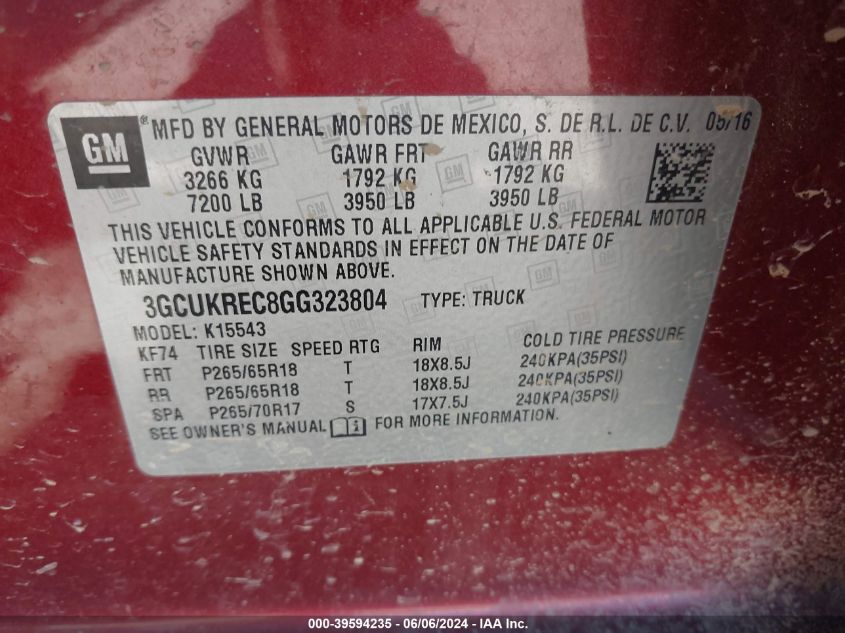 GM ® MFD BY GENERAL MOTORS DE MEXICO, S. DE R.L. DE C.V. 05/16
GVWR GAWR FRT GAWR RR
3266 KG 1792 KG 1792 KG
7200 LB 3950 LB 3950 LB
THIS VEHICLE CONFORMS TO ALL APPLICABLE U.S. FEDERAL MOTOR
VEHICLE SAFETY STANDARDS IN EFFECT ON THE DATE OF
MANUFACTURE SHOWN ABOVE.
3GCUKREC8GG323804 TYPE: TRUCK
MODEL: K15543
KF74 TIRE SIZE SPEED RTG RIM COLD TIRE PRESSURE
FRT P265/65R18 T 18X8.5J 240KPA(35PSI)
RR P265/65R18 T 18X8.5J 240KPA(35PSI)
SPA P265/70R17 S 17X7.5J 240KPA(35PSI)
SEE OWNER'S MANUAL FOR MORE INFORMATION.
000-39594235 - 06/06/2024 - IAA Inc.